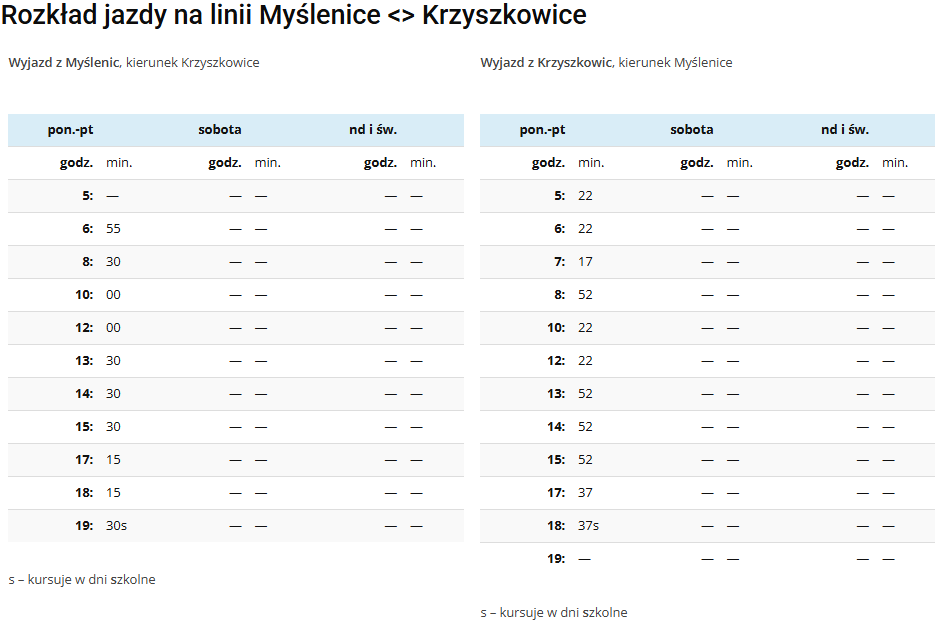 Rozkład jazdy na linii Myślenice <> Krzyszkowice
Wyjazd z Myślenic, kierunek Krzyszkowice
pon.-pt sobota nd i św.
godz. min. godz. min. godz. min.
5: — — — — —
6: 55 — — — —
8: 30 — — — —
10: 00 — — — —
12: 00 — — — —
13: 30 — — — —
14: 30 — — — —
15: 30 — — — —
17: 15 — — — —
18: 15 — — — —
19: 30s — — — —
s – kursuje w dni szkolne
Wyjazd z Krzyszkowic, kierunek Myślenice
pon.-pt sobota nd i św.
godz. min. godz. min. godz. min.
5: 22 — — — —
6: 22 — — — —
7: 17 — — — —
8: 52 — — — —
10: 22 — — — —
12: 22 — — — —
13: 52 — — — —
14: 52 — — — —
15: 52 — — — —
17: 37 — — — —
18: 37s — — — —
19: — — — — —
s – kursuje w dni szkolne